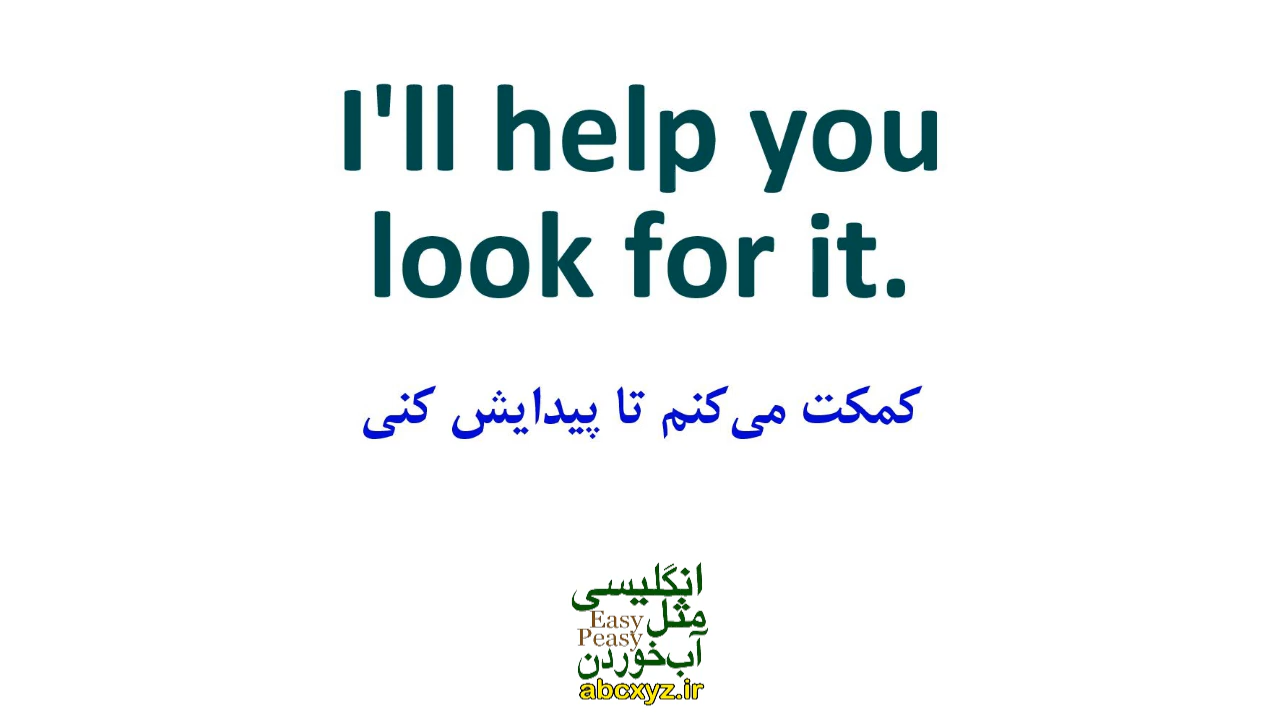 I'll help you
look for it.
کمکت می‌کنم تا پیدایش کنی
انگلیسی
مثل Easy
Peasy
آب‌خوردن
abcxyz.ir